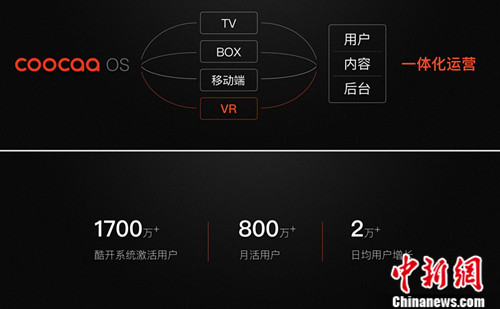 coocaa OS
TV
BOX
移动端
VR
用户
内容
后台
一体化运营
1700万+
酷开系统激活用户
800万+
月活用户
2万+
日均用户增长
中新网
Chinanews.com